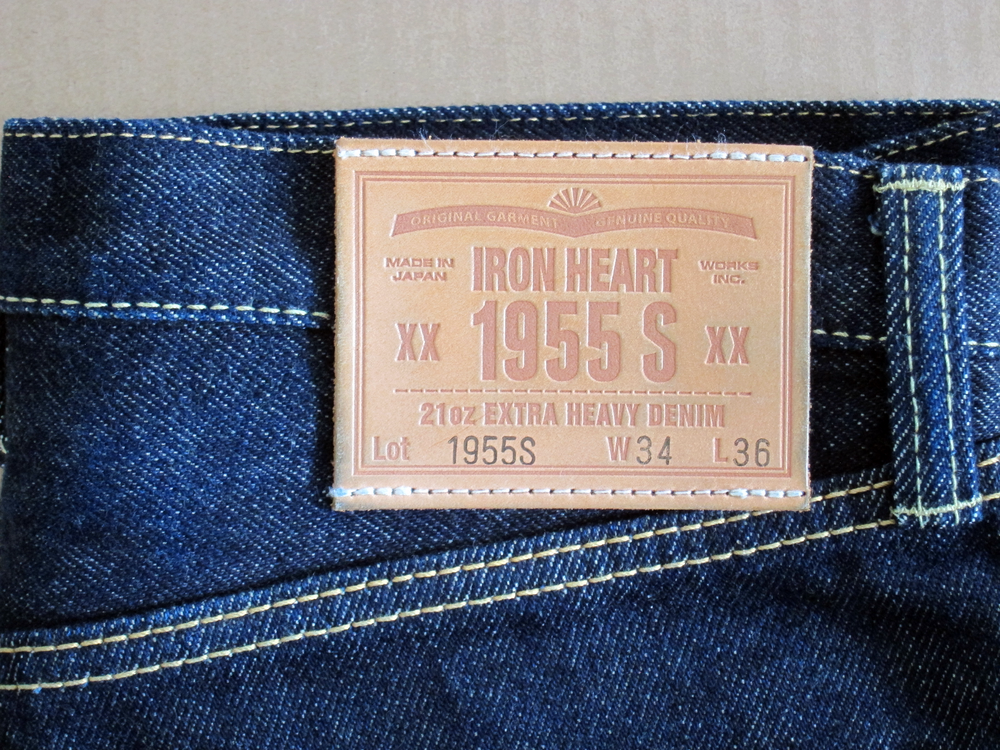 ORIGINAL GARMENT GENUINE QUALITY
MADE IN JAPAN
IRON HEART
WORKS INC.
XX 1955 S XX
21oz EXTRA HEAVY DENIM
Lot 1955S W34 L36